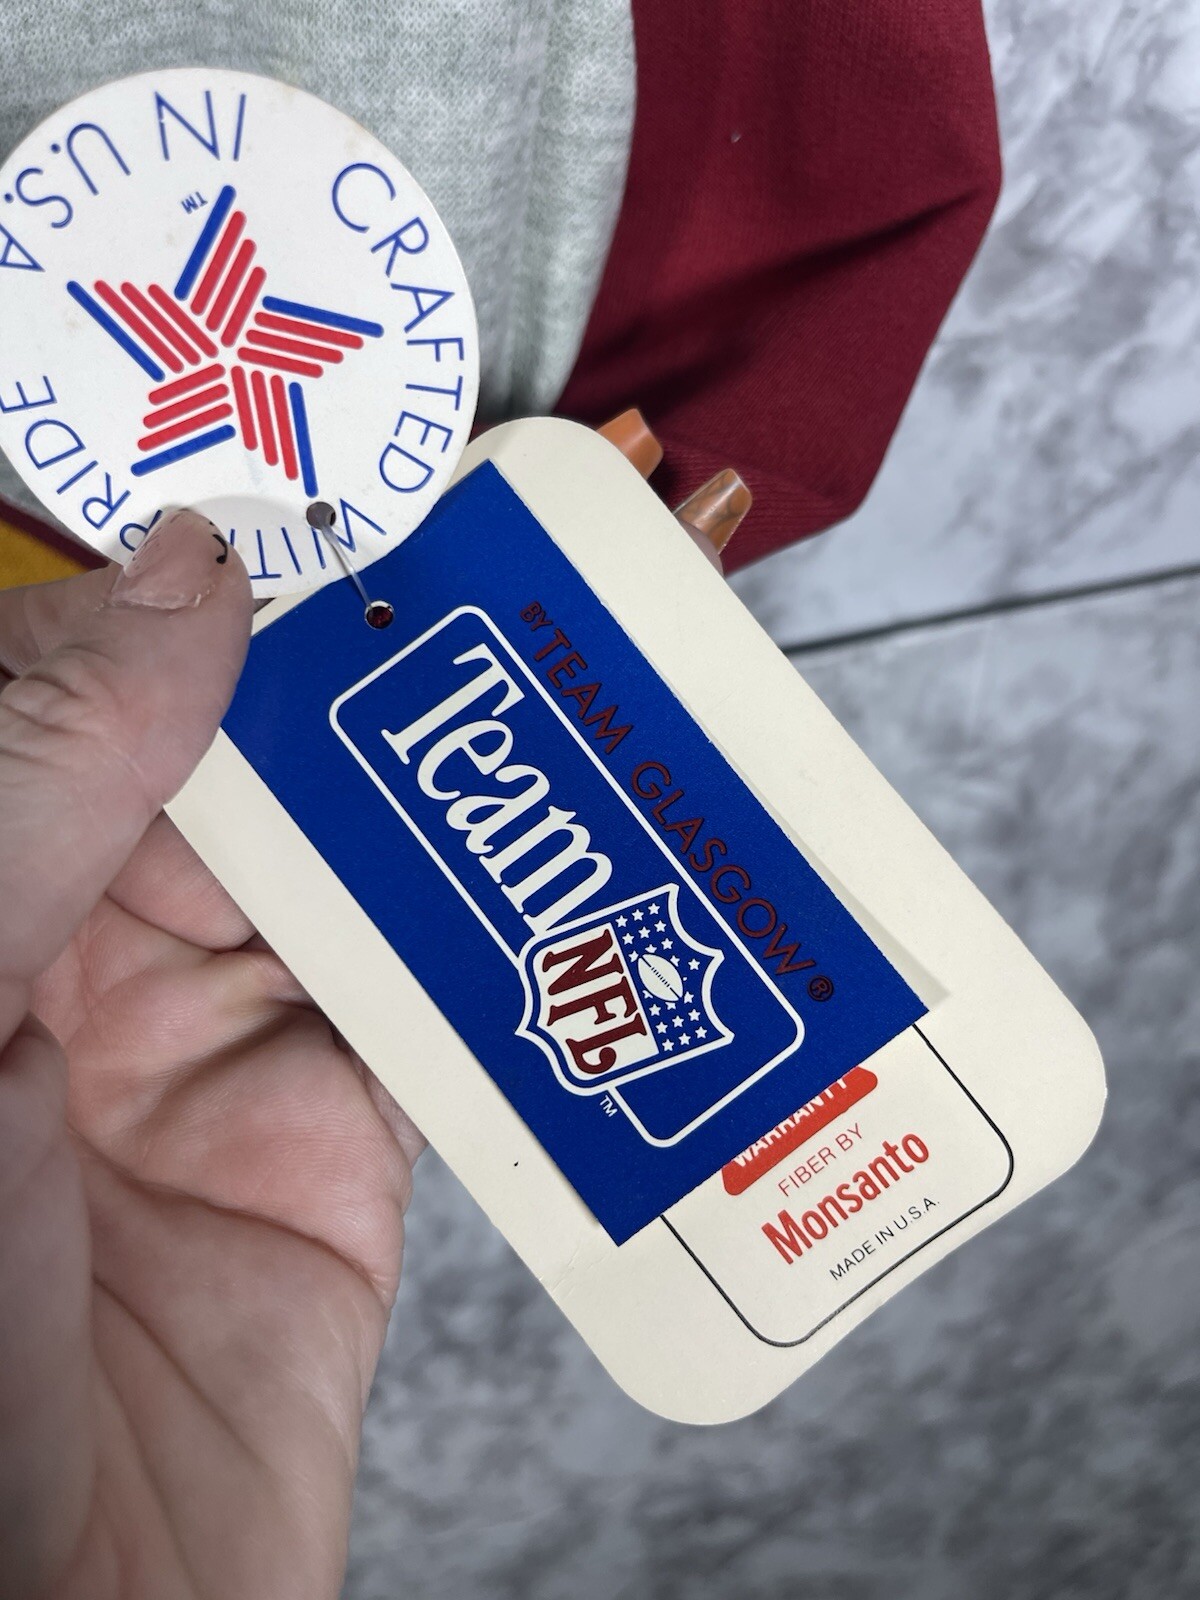 CRAFTED WITH PRIDE IN U.S.A.
TM
BY TEAM GLASGOW®
Team
NFL
TM
WARRANTY
FIBER BY
Monsanto
MADE IN U.S.A.